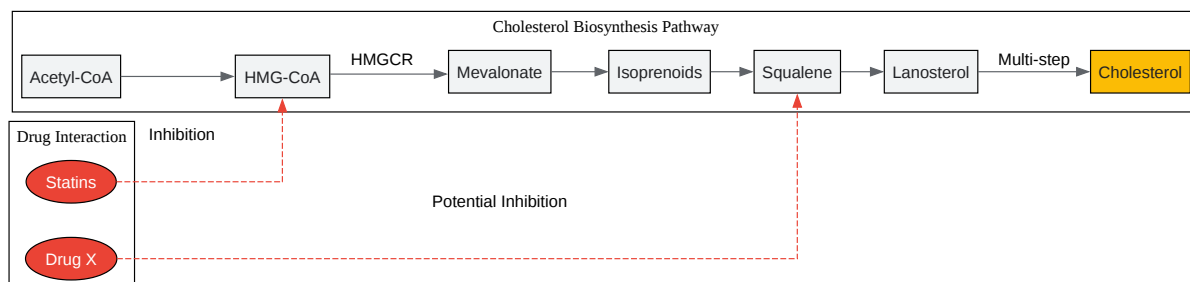 Cholesterol Biosynthesis Pathway
Acetyl-CoA
HMG-CoA
HMGCR
Mevalonate
Isoprenoids
Squalene
Lanosterol
Multi-step
Cholesterol
Drug Interaction
Inhibition
Statins
Potential Inhibition
Drug X